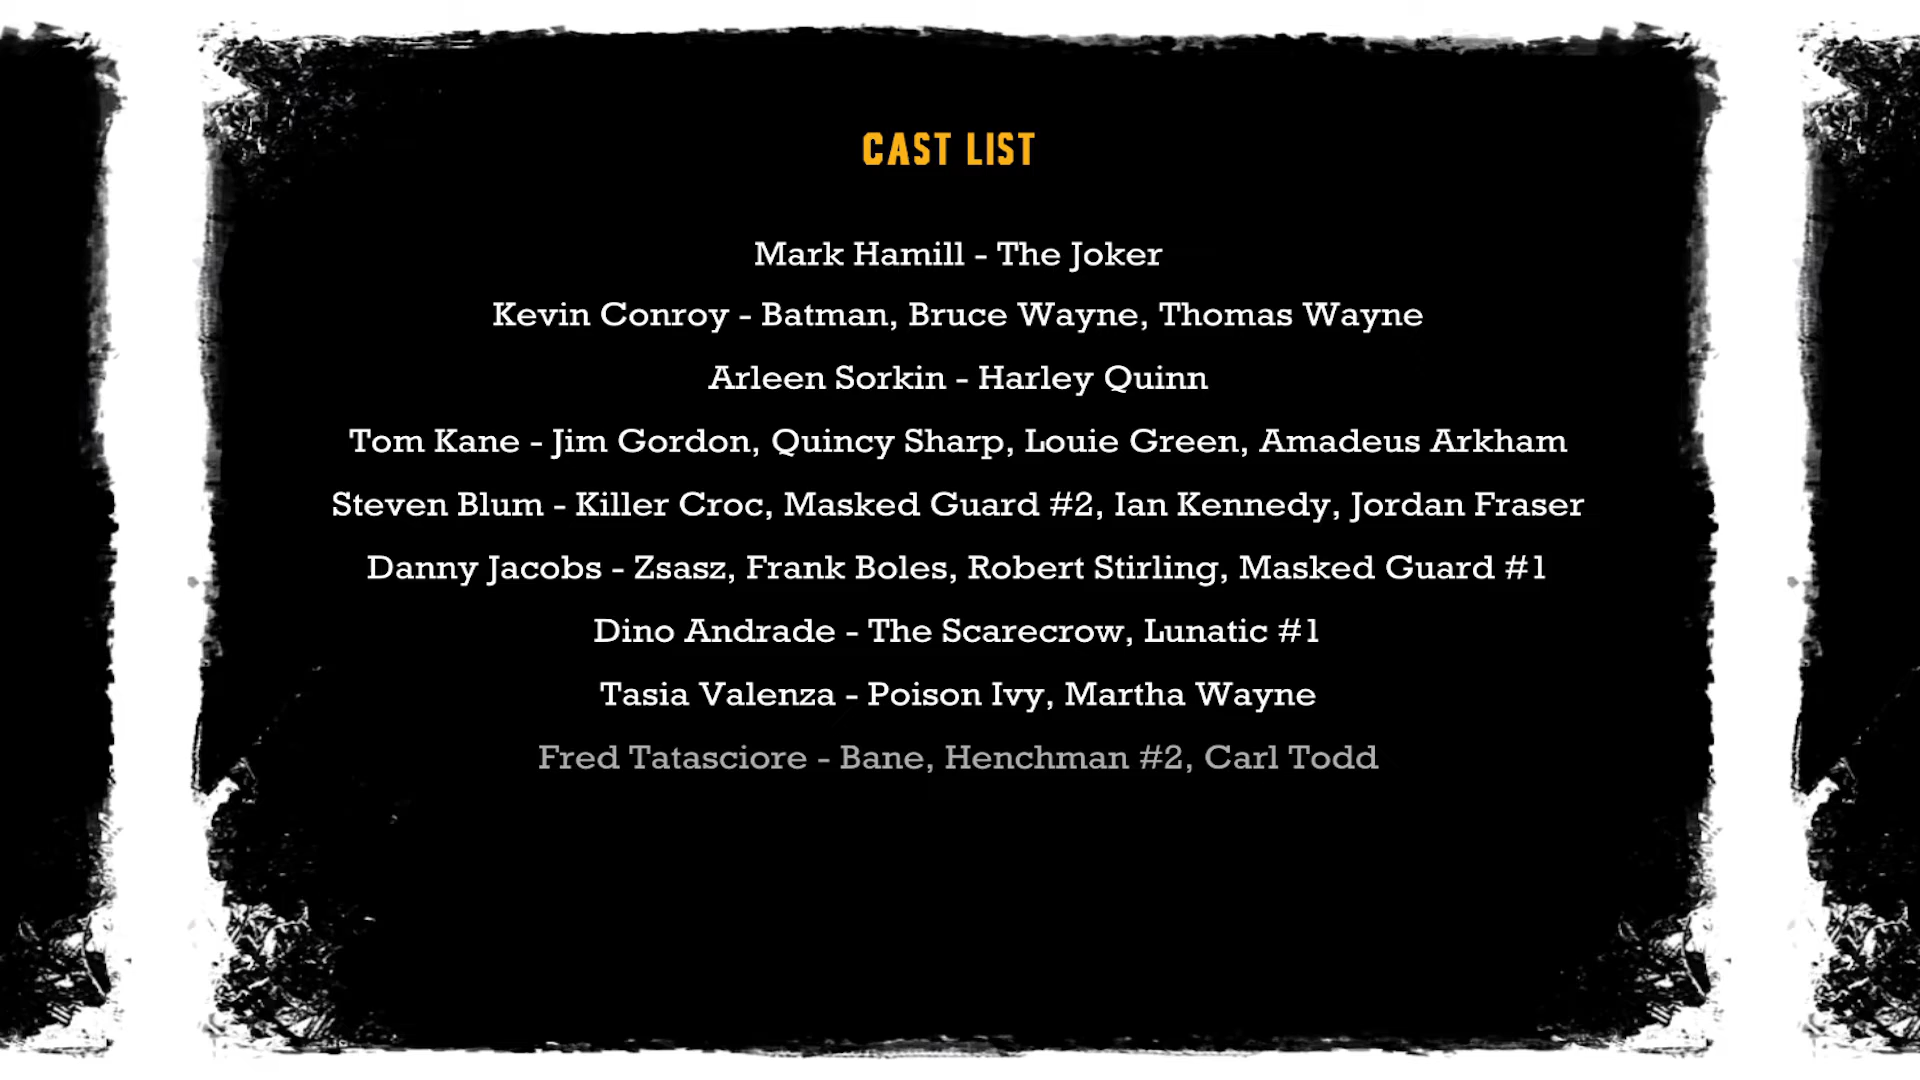 CAST LIST
Mark Hamill - The Joker
Kevin Conroy - Batman, Bruce Wayne, Thomas Wayne
Arleen Sorkin - Harley Quinn
Tom Kane - Jim Gordon, Quincy Sharp, Louie Green, Amadeus Arkham
Steven Blum - Killer Croc, Masked Guard #2, Ian Kennedy, Jordan Fraser
Danny Jacobs - Zsasz, Frank Boles, Robert Stirling, Masked Guard #1
Dino Andrade - The Scarecrow, Lunatic #1
Tasia Valenza - Poison Ivy, Martha Wayne
Fred Tatasciore - Bane, Henchman #2, Carl Todd